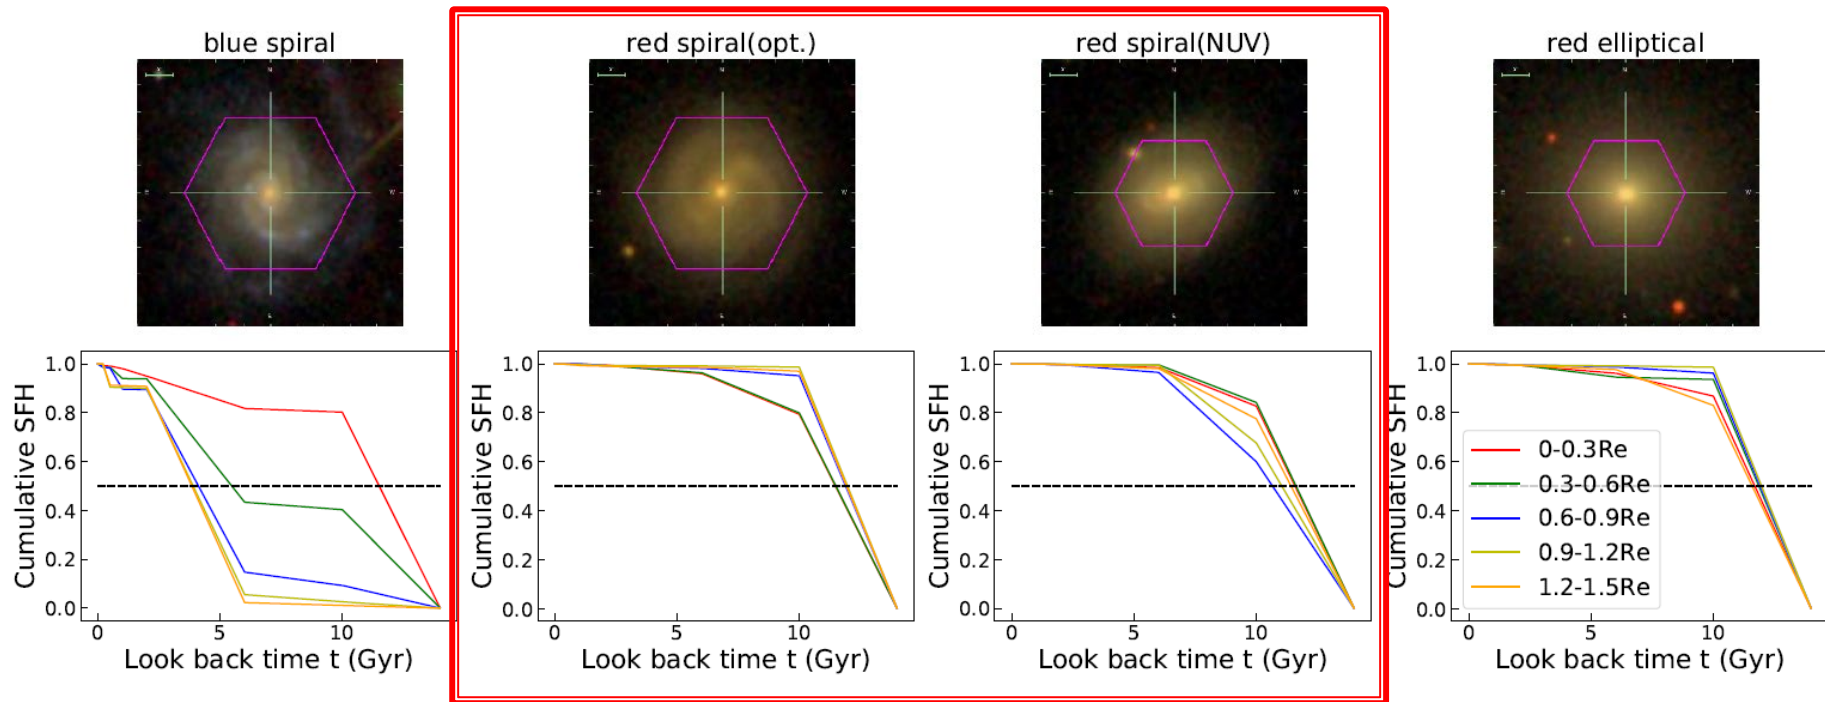 blue spiral
red spiral(opt.)
red spiral(NUV)
red elliptical
1.0
0.8
0.6
0.4
0.2
0.0
Cumulative SFH
0 5 10
Look back time t (Gyr)
1.0
0.8
0.6
0.4
0.2
0.0
Cumulative SFH
0 5 10
Look back time t (Gyr)
1.0
0.8
0.6
0.4
0.2
0.0
Cumulative SFH
0 5 10
Look back time t (Gyr)
1.0
0.8
0.6
0.4
0.2
0.0
Cumulative SFH
0-0.3Re
0.3-0.6Re
0.6-0.9Re
0.9-1.2Re
1.2-1.5Re
0 5 10
Look back time t (Gyr)